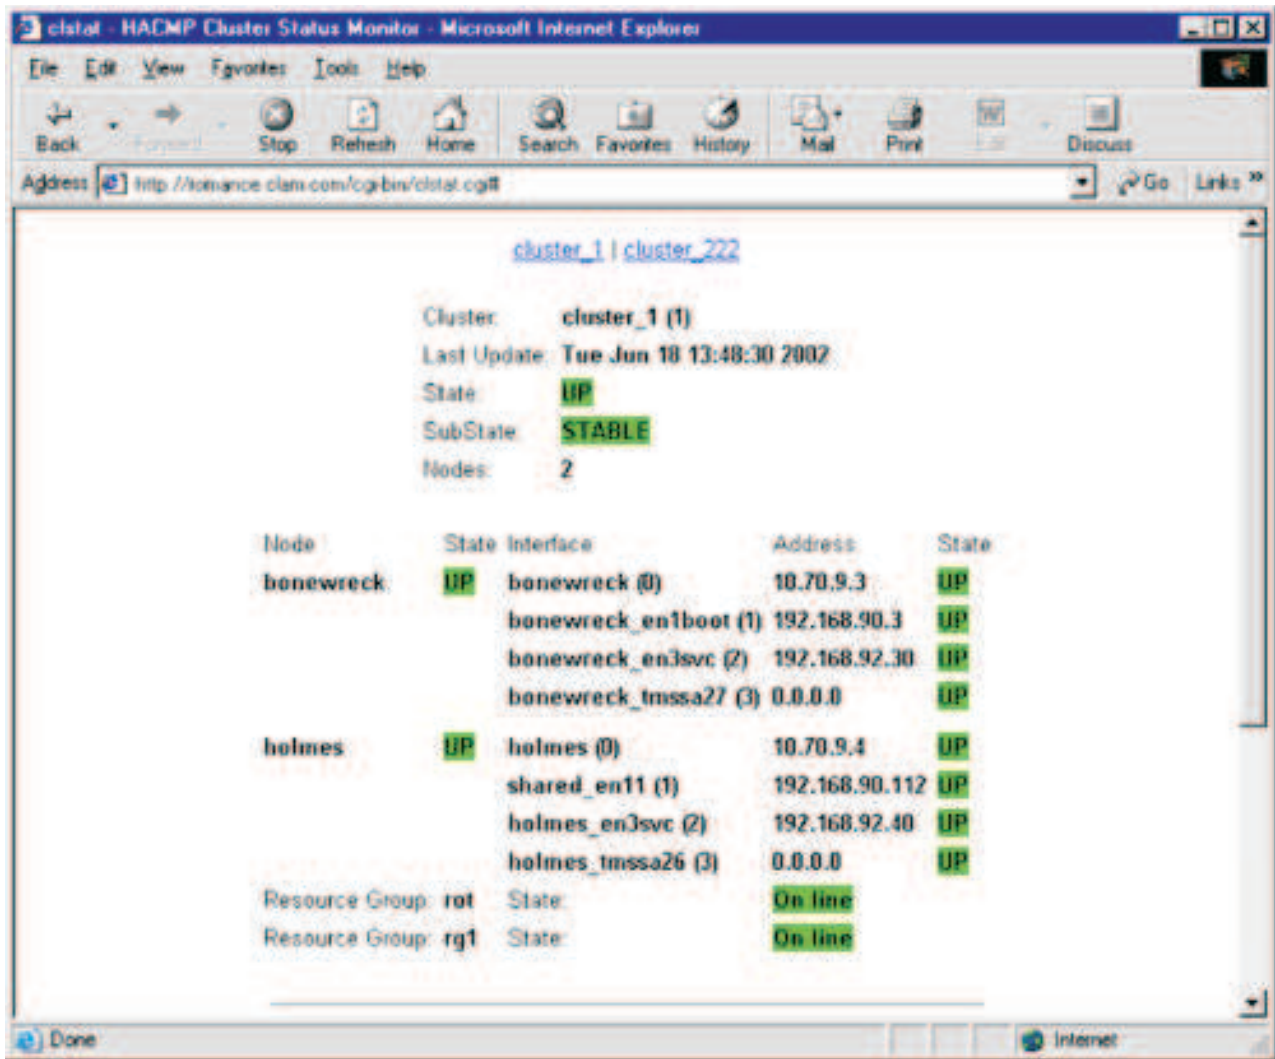 clstat - HACMP Cluster Status Monitor - Microsoft Internet Explorer
File Edit View Favorites Tools Help
Back Forward Stop Refresh Home Search Favorites History Mail Print Edit Discuss
Address http://romance.clam.com/cgi-bin/clstat.cgi# Go Links »
cluster_1 | cluster_222
Cluster: cluster_1 (1)
Last Update: Tue Jun 18 13:48:30 2002
State: UP
SubState: STABLE
Nodes: 2
Node State Interface Address State
bonewreck UP bonewreck (0) 10.70.9.3 UP
bonewreck_en1boot (1) 192.168.90.3 UP
bonewreck_en3svc (2) 192.168.92.30 UP
bonewreck_tmssa27 (3) 0.0.0.0 UP
holmes UP holmes (0) 10.70.9.4 UP
shared_en11 (1) 192.168.90.112 UP
holmes_en3svc (2) 192.168.92.40 UP
holmes_tmssa26 (3) 0.0.0.0 UP
Resource Group: rot State: On line
Resource Group: rg1 State: On line
Done Internet